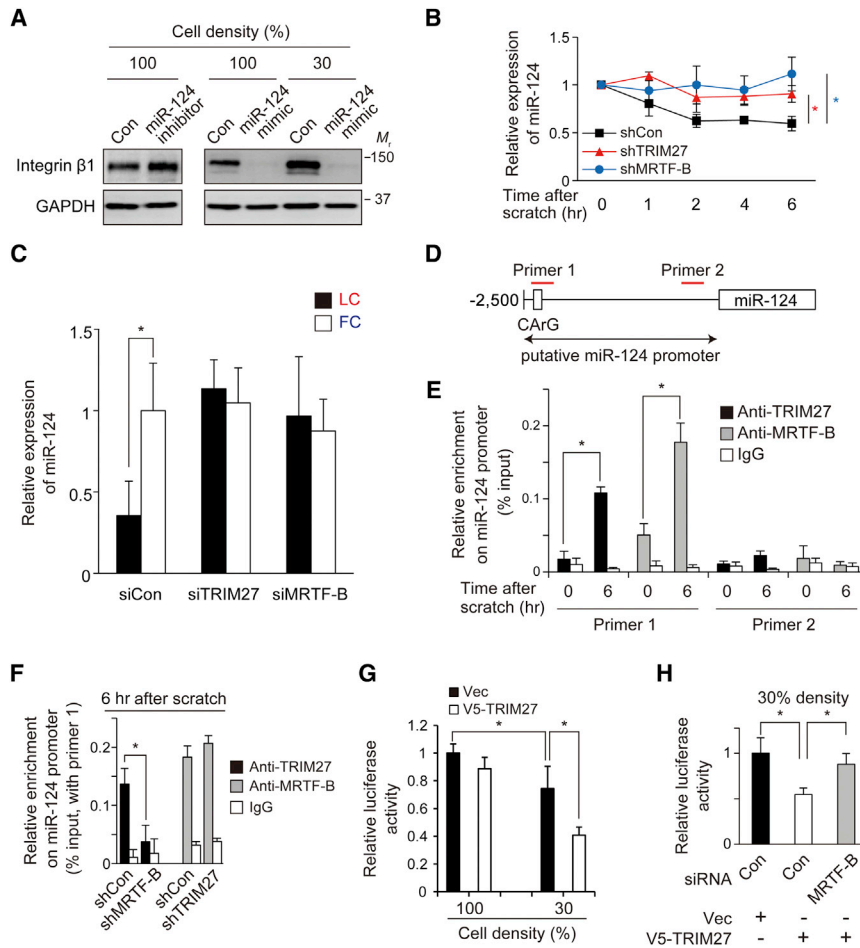 A
Cell density (%)
100 100 30
Con miR-124 inhibitor Con miR-124 mimic Con miR-124 mimic
Mr
Integrin β1 –150
GAPDH – 37
B
Relative expression of miR-124
1.5
1
0.5
0
shCon
shTRIM27
shMRTF-B
*
*
Time after scratch (hr) 0 1 2 4 6
C
LC
FC
Relative expression of miR-124
1.5
1
0.5
0
*
siCon siTRIM27 siMRTF-B
D
Primer 1 Primer 2
-2,500 miR-124
CArG
putative miR-124 promoter
E
Relative enrichment on miR-124 promoter (% input)
0.2
0.1
0
*
*
Anti-TRIM27
Anti-MRTF-B
IgG
Time after scratch (hr) 0 6 0 6 0 6 0 6
Primer 1 Primer 2
F
6 hr after scratch
Relative enrichment on miR-124 promoter (% input, with primer 1)
0.2
0.1
0
*
Anti-TRIM27
Anti-MRTF-B
IgG
shCon shMRTF-B shCon shTRIM27
G
Vec
V5-TRIM27
Relative luciferase activity
1.2
1
0.8
0.6
0.4
0.2
0
* *
100 30
Cell density (%)
H
30% density
* *
Relative luciferase activity
1
0
siRNA Con Con MRTF-B
Vec + - -
V5-TRIM27 - + +